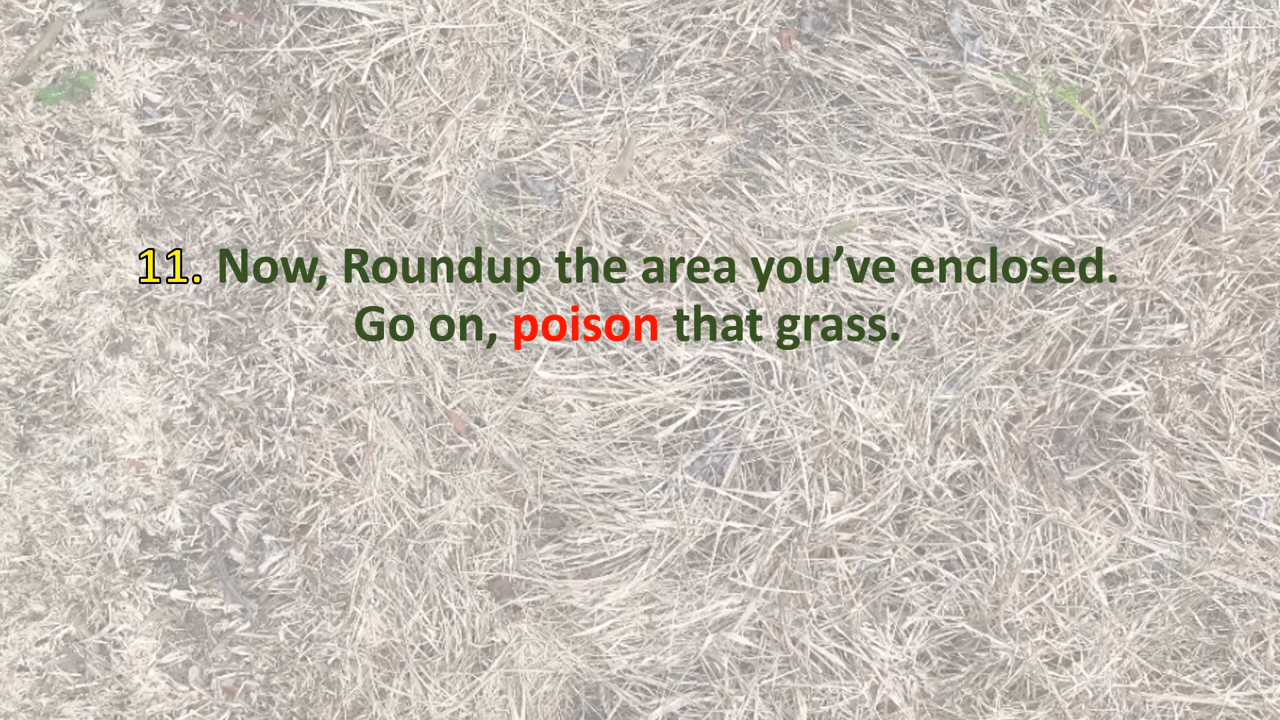 11. Now, Roundup the area you’ve enclosed.
Go on, poison that grass.